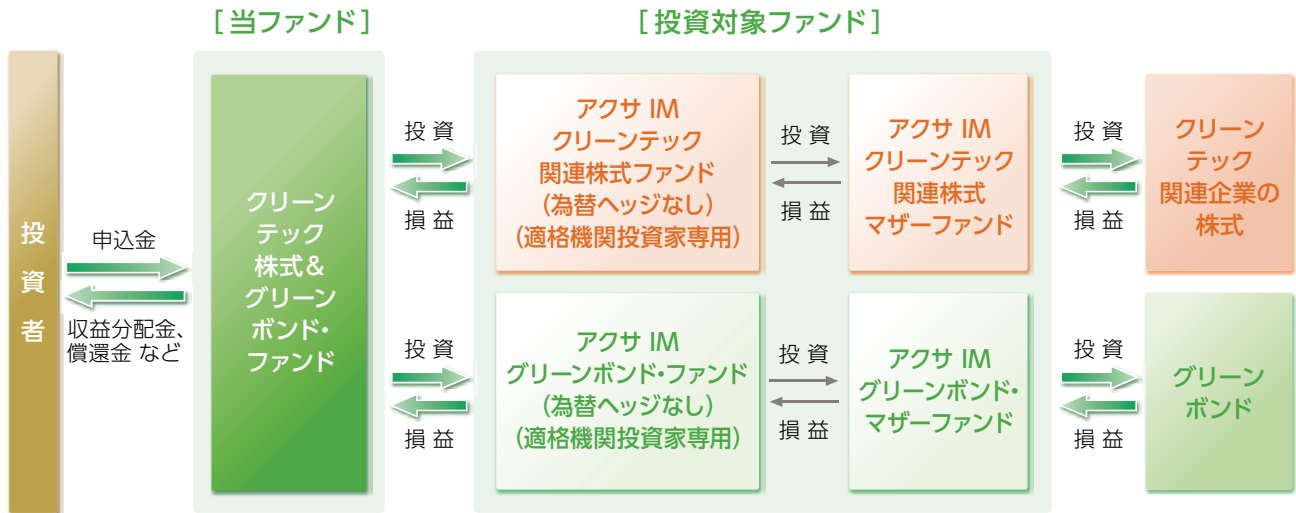 [当ファンド]
[投資対象ファンド]
投資者
申込金
収益分配金、
償還金 など
クリーン
テック
株式&
グリーン
ボンド・
ファンド
投 資
損 益
アクサ IM
クリーンテック
関連株式ファンド
(為替ヘッジなし)
(適格機関投資家専用)
投 資
損 益
アクサ IM
クリーンテック
関連株式
マザーファンド
投 資
損 益
クリーン
テック
関連企業の
株式
投 資
損 益
アクサ IM
グリーンボンド・ファンド
(為替ヘッジなし)
(適格機関投資家専用)
投 資
損 益
アクサ IM
グリーンボンド・
マザーファンド
投 資
損 益
グリーン
ボンド